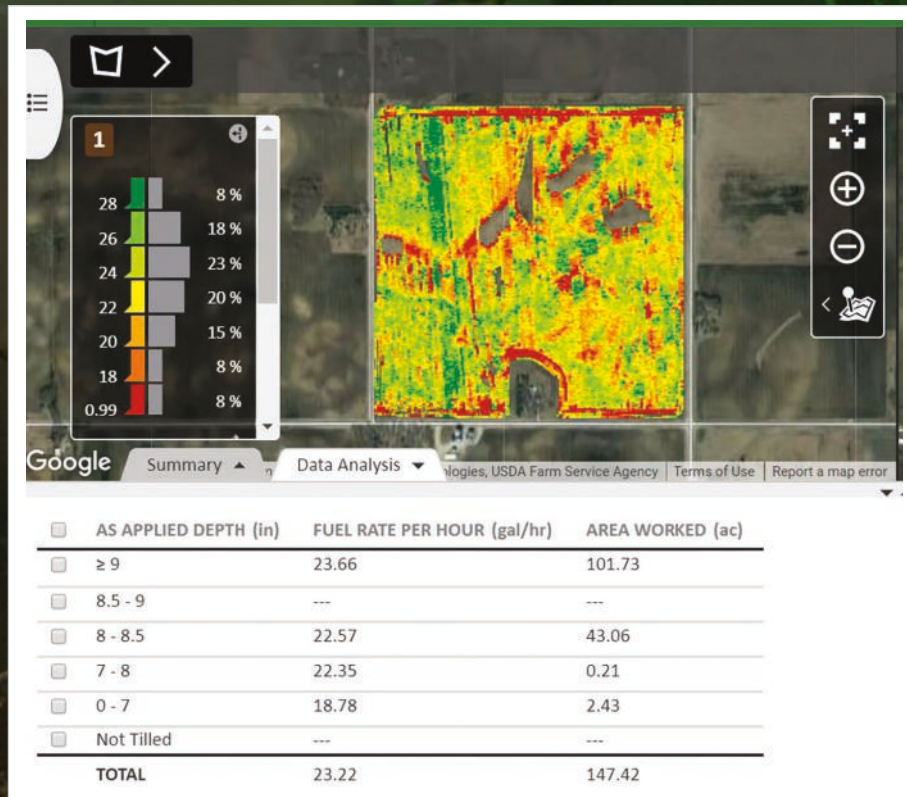 1
28 8 %
26 18 %
24 23 %
22 20 %
20 15 %
18 8 %
0.99 8 %
Google
Summary Data Analysis
logies, USDA Farm Service Agency Terms of Use Report a map error
AS APPLIED DEPTH (in) FUEL RATE PER HOUR (gal/hr) AREA WORKED (ac)
≥ 9 23.66 101.73
8.5 - 9 --- ---
8 - 8.5 22.57 43.06
7 - 8 22.35 0.21
0 - 7 18.78 2.43
Not Tilled --- ---
TOTAL 23.22 147.42